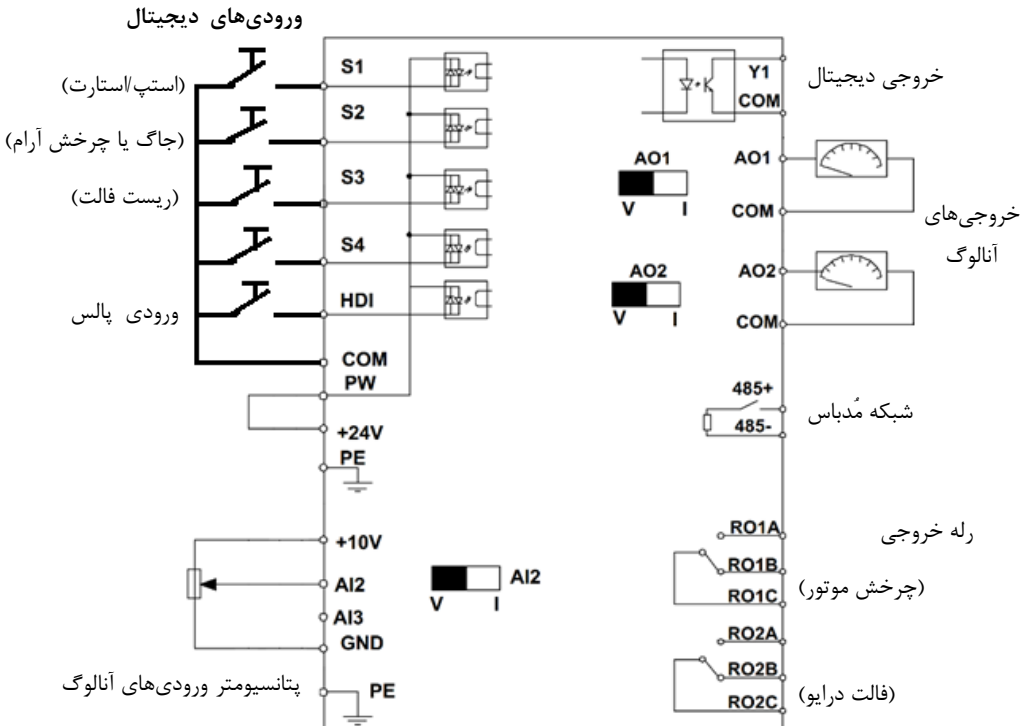 ورودی‌های دیجیتال
S1
(استپ/استارت)
S2
(جاگ یا چرخش آرام)
S3
(ریست فالت)
S4
HDI
ورودی پالس
COM
PW
+24V
PE
+10V
AI2
AI3
GND
PE
پتانسیومتر ورودی‌های آنالوگ
V I
AI2
Y1
COM
خروجی دیجیتال
AO1
V I
AO1
COM
خروجی‌های
آنالوگ
AO2
V I
AO2
COM
485+
485-
شبکه مُدباس
RO1A
رله خروجی
RO1B
(چرخش موتور)
RO1C
RO2A
RO2B
(فالت درایو)
RO2C